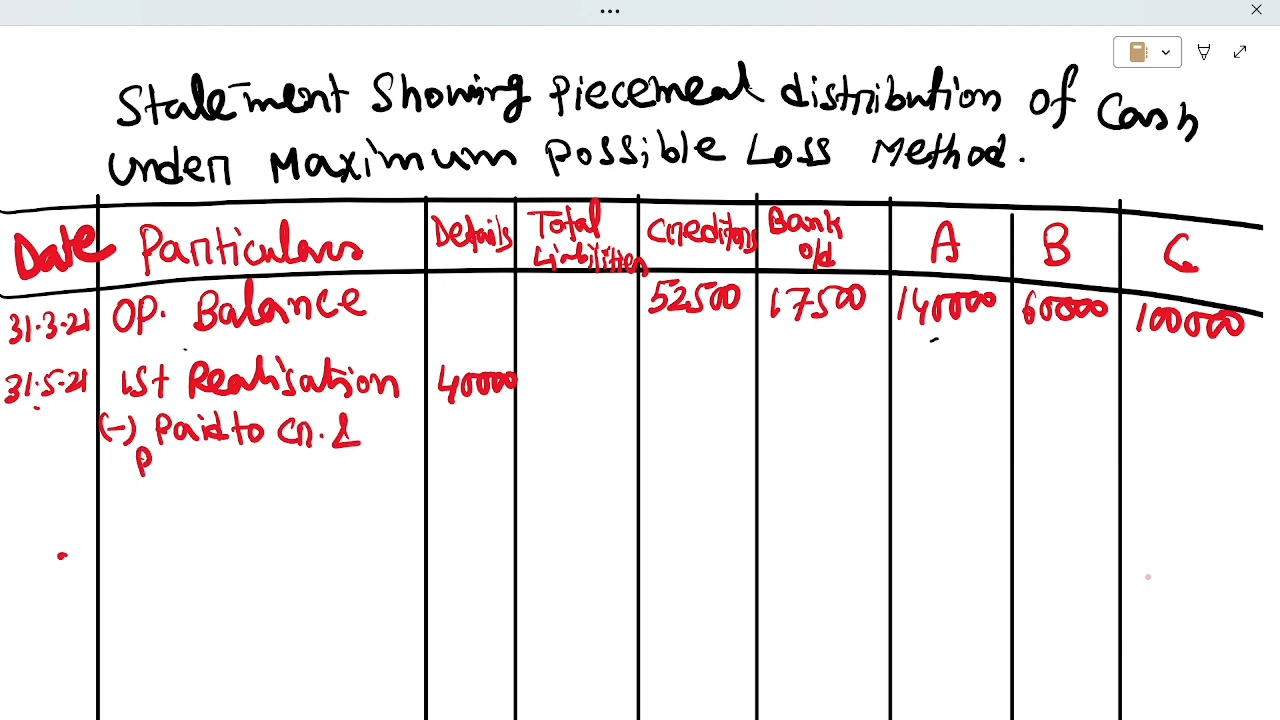 Statement Showing piecemeal distribution of Cash
under Maximum possible Loss Method.
Date Particulars Details Total Liabilities Creditors Bank o/d A B C
31.3.21 OP. Balance 52500 17500 140000 60000 100000
31.5.21 1st Realisation 40000
(-) Paid to Cr. &
P